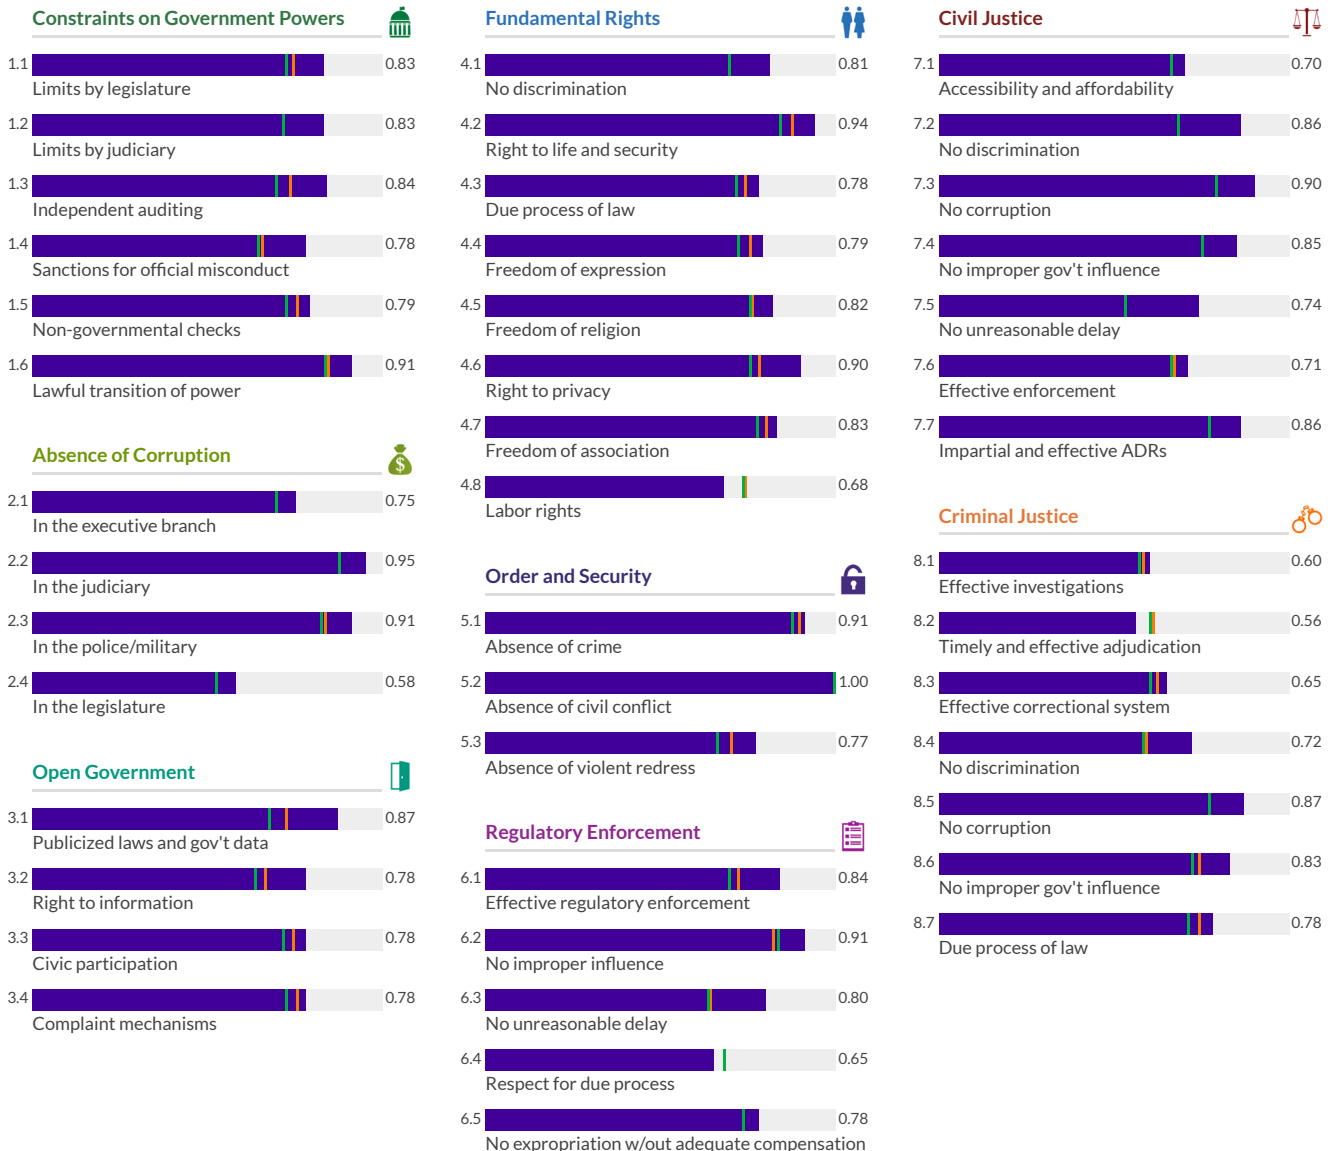 Constraints on Government Powers
1.1 0.83
Limits by legislature
1.2 0.83
Limits by judiciary
1.3 0.84
Independent auditing
1.4 0.78
Sanctions for official misconduct
1.5 0.79
Non-governmental checks
1.6 0.91
Lawful transition of power
Absence of Corruption
$
2.1 0.75
In the executive branch
2.2 0.95
In the judiciary
2.3 0.91
In the police/military
2.4 0.58
In the legislature
Open Government
3.1 0.87
Publicized laws and gov't data
3.2 0.78
Right to information
3.3 0.78
Civic participation
3.4 0.78
Complaint mechanisms
Fundamental Rights
4.1 0.81
No discrimination
4.2 0.94
Right to life and security
4.3 0.78
Due process of law
4.4 0.79
Freedom of expression
4.5 0.82
Freedom of religion
4.6 0.90
Right to privacy
4.7 0.83
Freedom of association
4.8 0.68
Labor rights
Order and Security
5.1 0.91
Absence of crime
5.2 1.00
Absence of civil conflict
5.3 0.77
Absence of violent redress
Regulatory Enforcement
6.1 0.84
Effective regulatory enforcement
6.2 0.91
No improper influence
6.3 0.80
No unreasonable delay
6.4 0.65
Respect for due process
6.5 0.78
No expropriation w/out adequate compensation
Civil Justice
7.1 0.70
Accessibility and affordability
7.2 0.86
No discrimination
7.3 0.90
No corruption
7.4 0.85
No improper gov't influence
7.5 0.74
No unreasonable delay
7.6 0.71
Effective enforcement
7.7 0.86
Impartial and effective ADRs
Criminal Justice
8.1 0.60
Effective investigations
8.2 0.56
Timely and effective adjudication
8.3 0.65
Effective correctional system
8.4 0.72
No discrimination
8.5 0.87
No corruption
8.6 0.83
No improper gov't influence
8.7 0.78
Due process of law